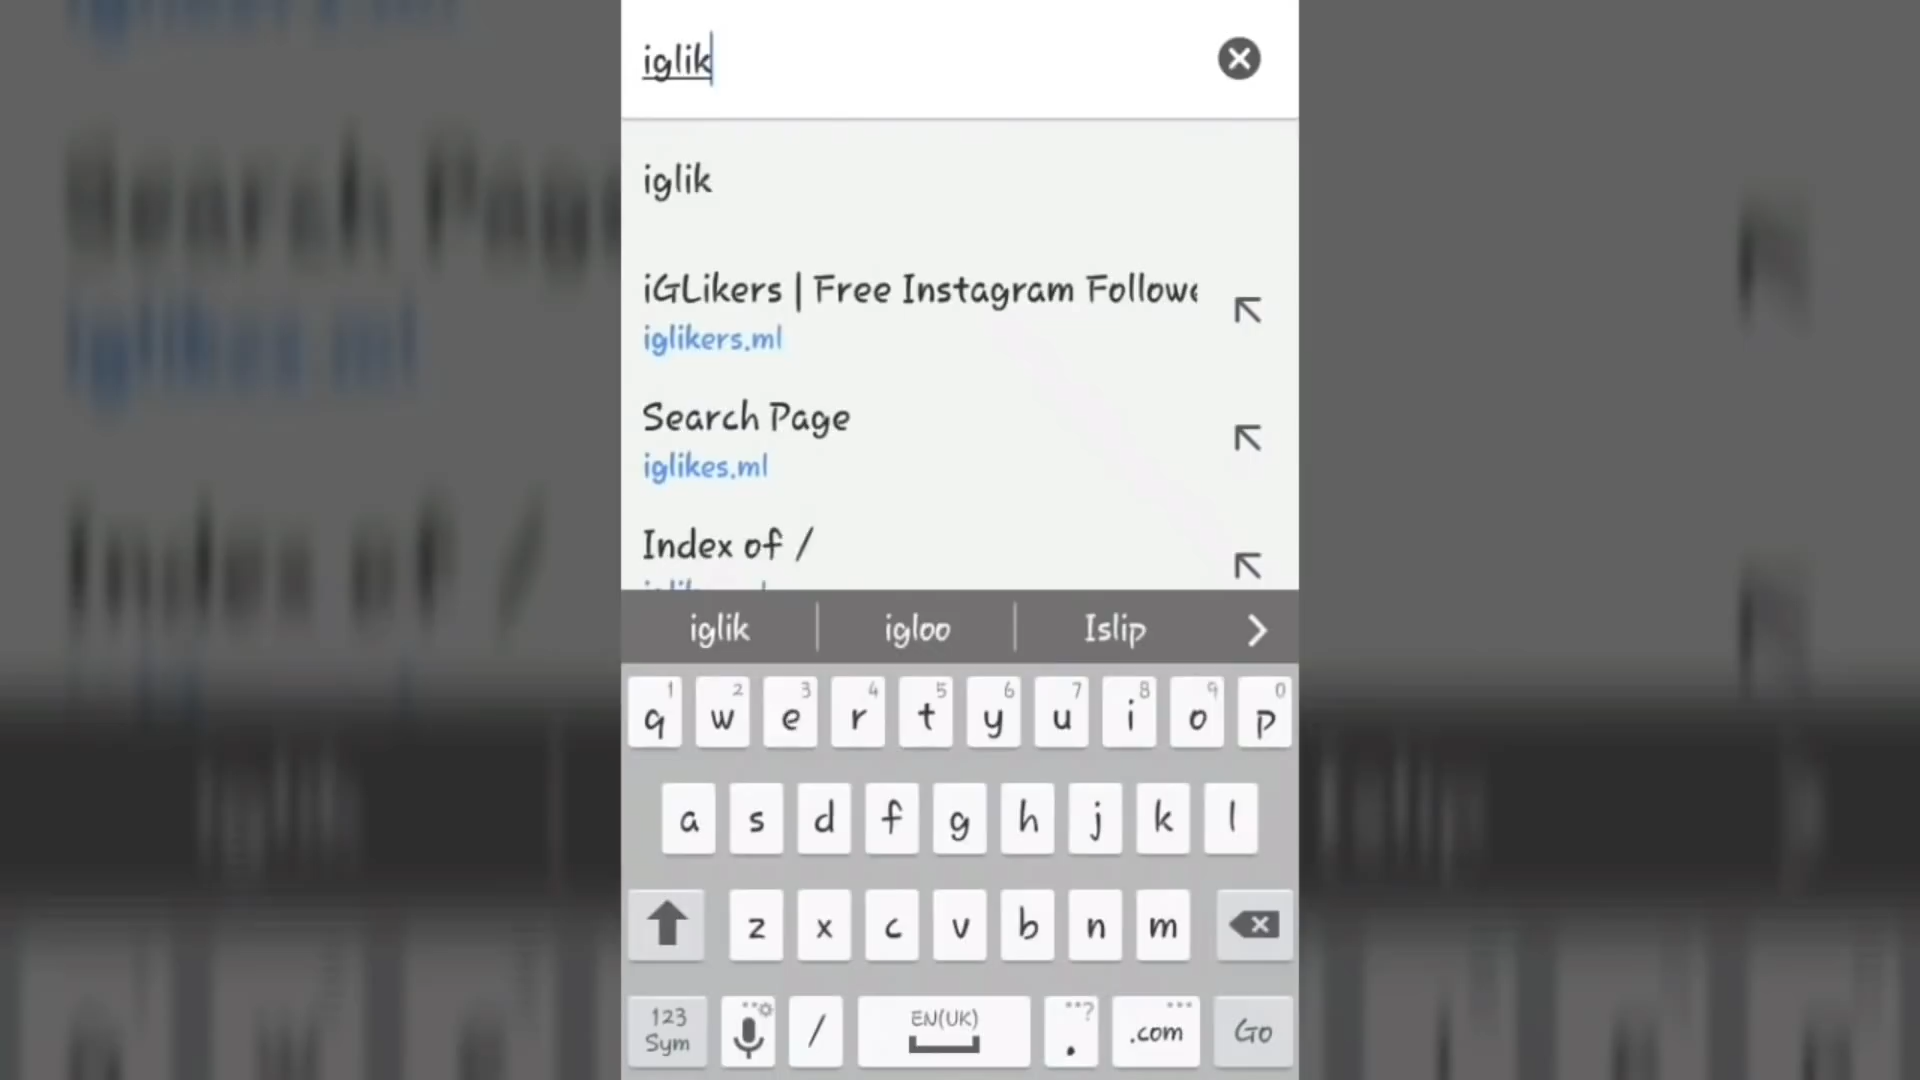 iglik
iglik
iGLikers | Free Instagram Followe
iglikers.ml
Search Page
iglikes.ml
Index of /
iglik igloo Islip
1 2 3 4 5 6 7 8 9 0
q w e r t y u i o p
a s d f g h j k l
z x c v b n m
123 Sym / EN(UK) . ? .com Go